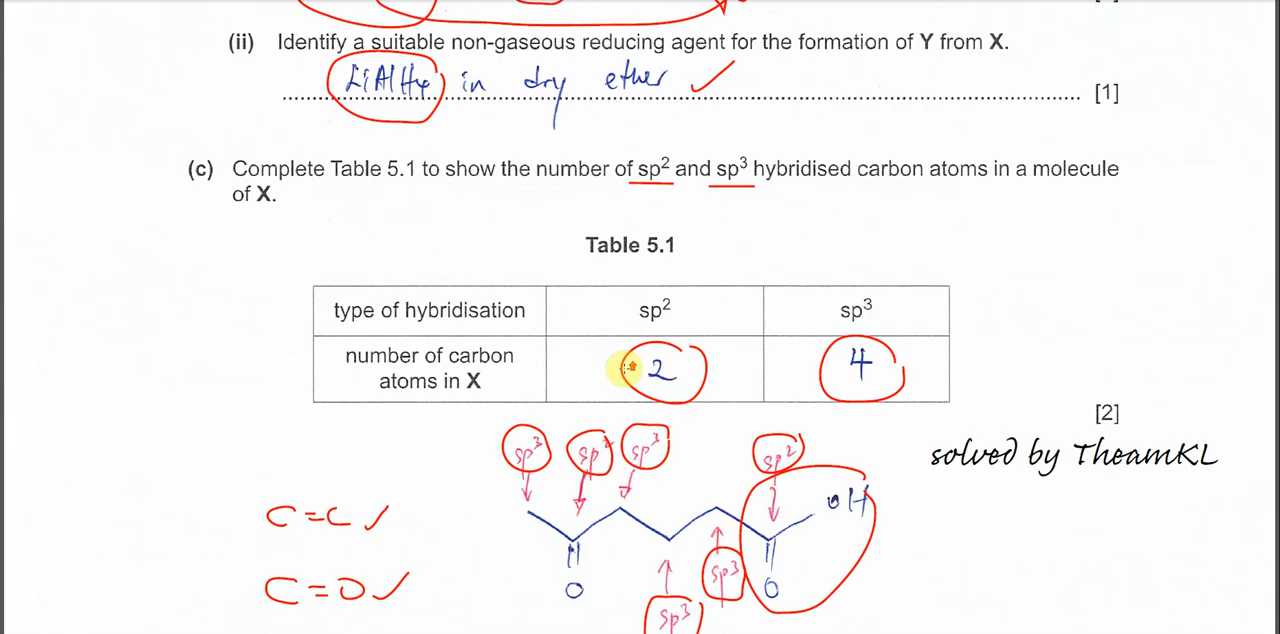 (ii) Identify a suitable non-gaseous reducing agent for the formation of Y from X.
LiAlH4 in dry ether ✓
[1]
(c) Complete Table 5.1 to show the number of sp² and sp³ hybridised carbon atoms in a molecule
of X.
Table 5.1
type of hybridisation sp² sp³
number of carbon
atoms in X
2 4
[2]
sp³ sp² sp³ sp²
solved by TheamKL
C=C ✓
OH
C=O ✓
O sp³ O
sp³